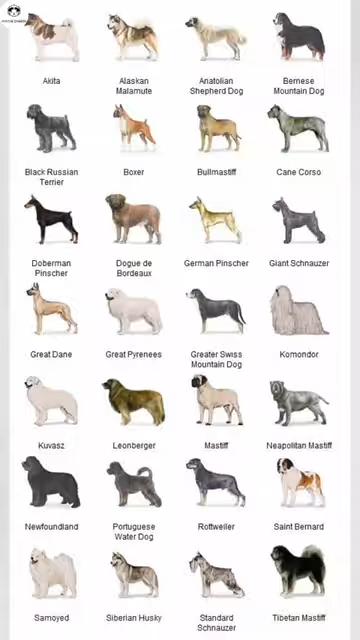 Akita
Alaskan
Malamute
Anatolian
Shepherd Dog
Bernese
Mountain Dog
Black Russian
Terrier
Boxer
Bullmastiff
Cane Corso
Doberman
Pinscher
Dogue de
Bordeaux
German Pinscher
Giant Schnauzer
Great Dane
Great Pyrenees
Greater Swiss
Mountain Dog
Komondor
Kuvasz
Leonberger
Mastiff
Neapolitan Mastiff
Newfoundland
Portuguese
Water Dog
Rottweiler
Saint Bernard
Samoyed
Siberian Husky
Standard
Schnauzer
Tibetan Mastiff